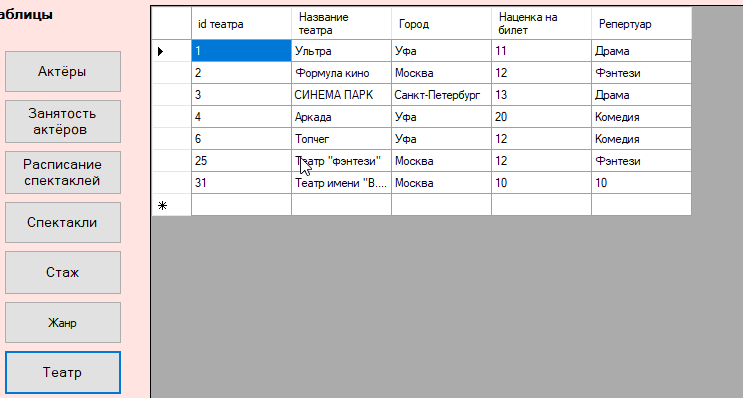 аблицы
Актёры
Занятость
актёров
Расписание
спектаклей
Спектакли
Стаж
Жанр
Театр
id театра Название театра Город Наценка на билет Репертуар
1 Ультра Уфа 11 Драма
2 Формула кино Москва 12 Фэнтези
3 СИНЕМА ПАРК Санкт-Петербург 13 Драма
4 Аркада Уфа 20 Комедия
6 Топчег Уфа 12 Комедия
25 Театр "фэнтези" Москва 12 Фэнтези
31 Театр имени "В.... Москва 10 10